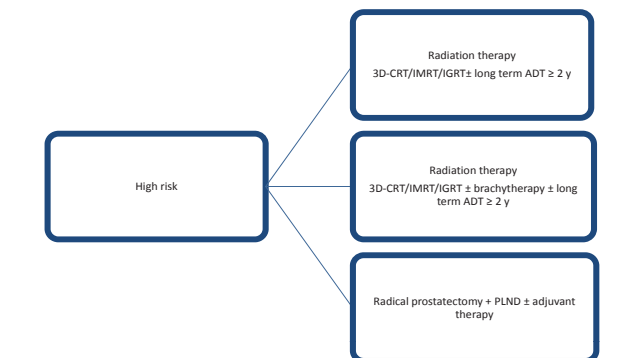 Radiation therapy
3D-CRT/IMRT/IGRT± long term ADT ≥ 2 y
High risk
Radiation therapy
3D-CRT/IMRT/IGRT ± brachytherapy ± long
term ADT ≥ 2 y
Radical prostatectomy + PLND ± adjuvant
therapy